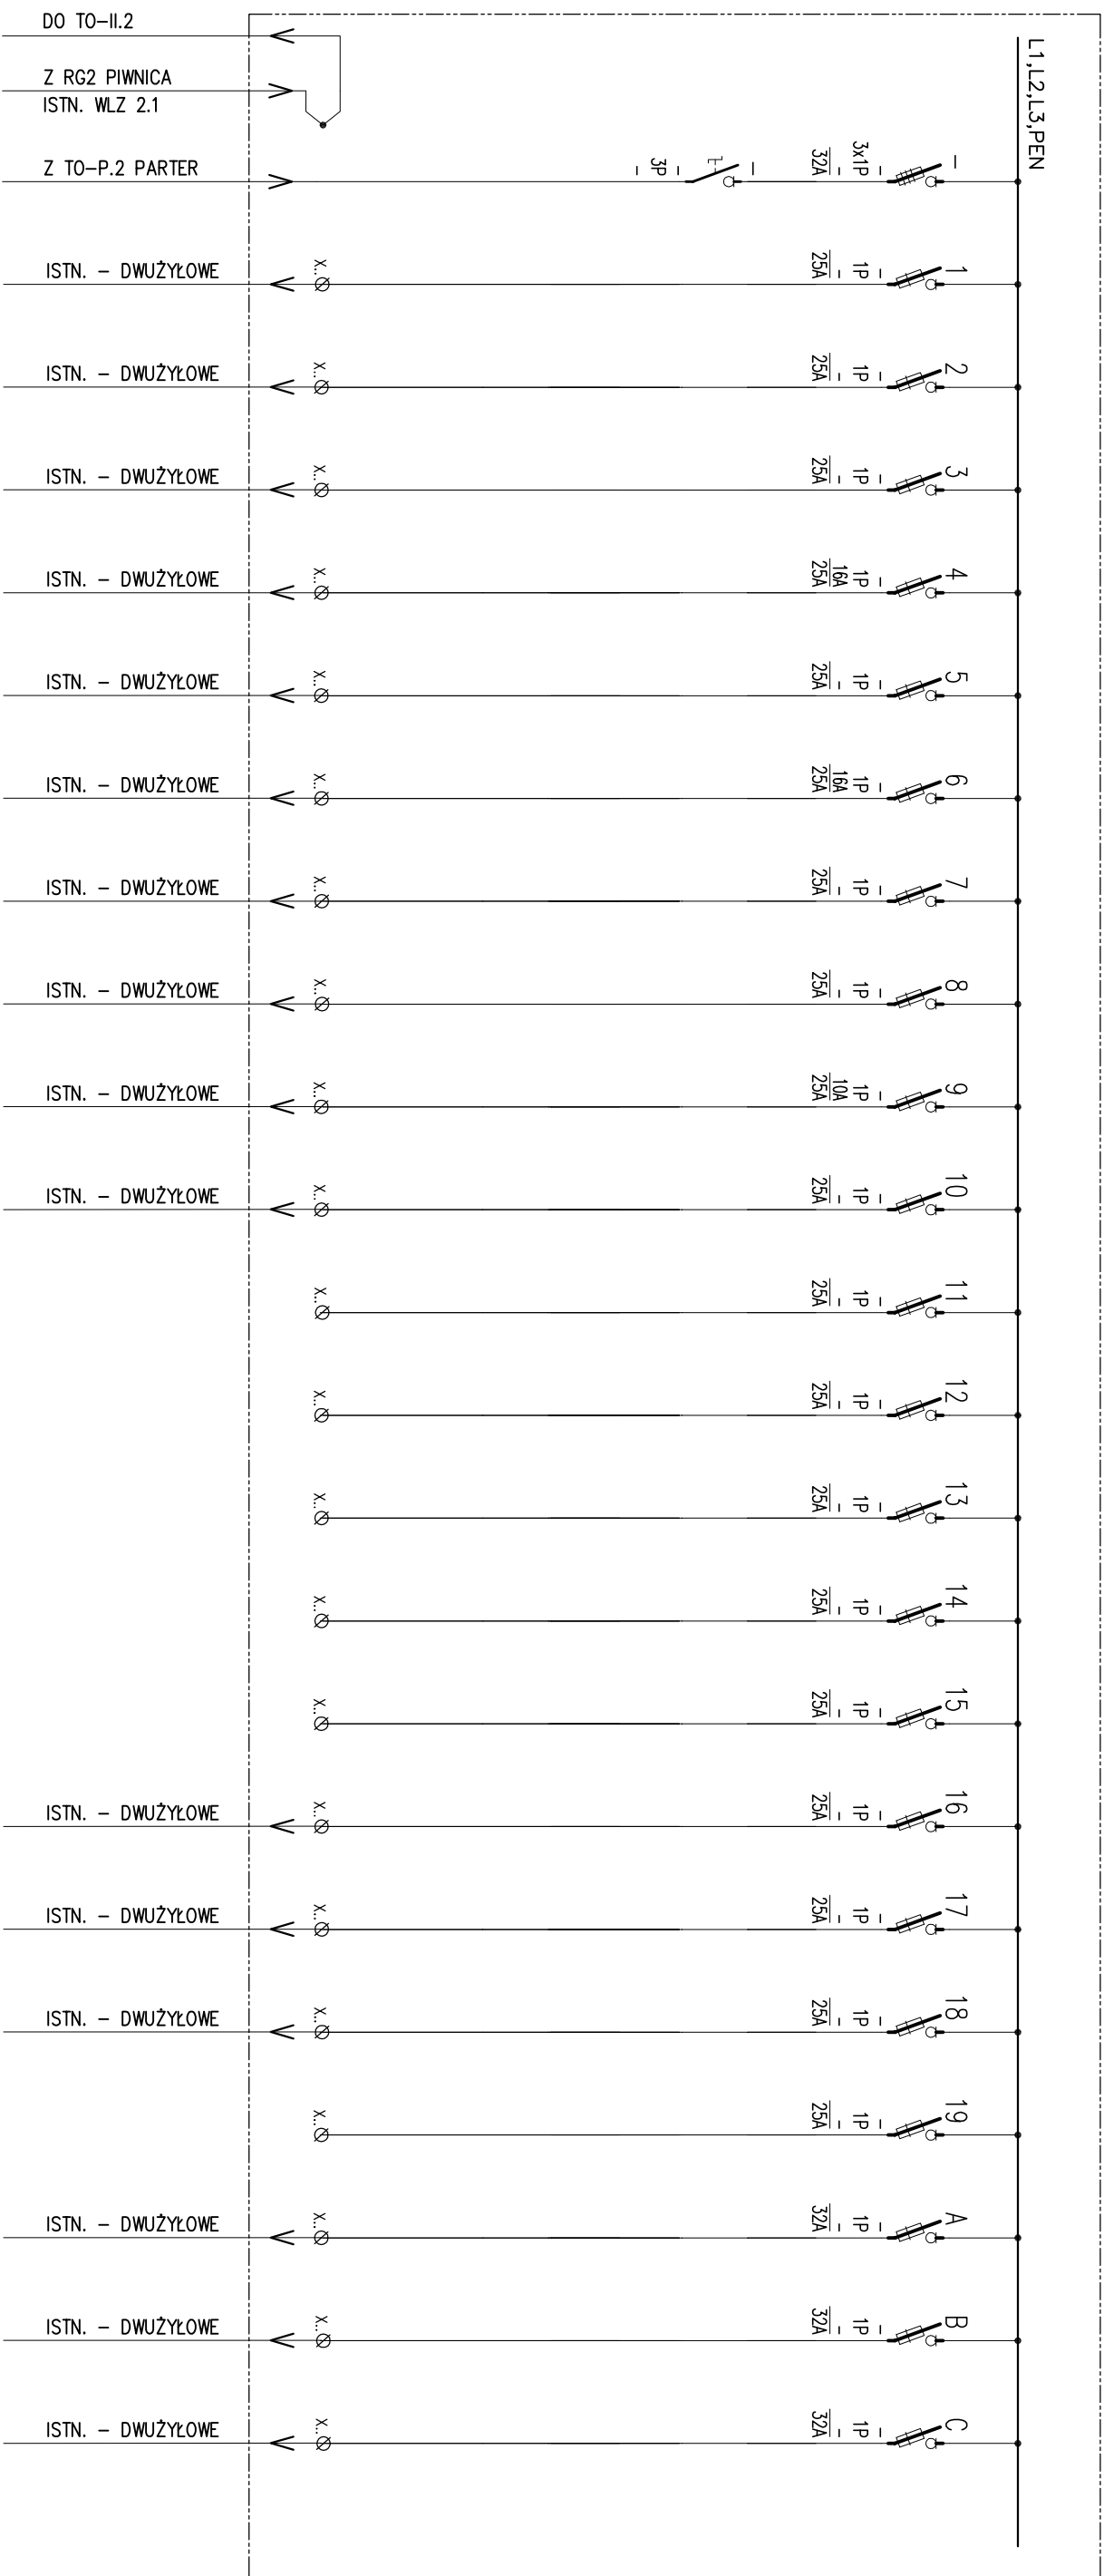 L1,L2,L3,PEN
DO TO-II.2
Z RG2 PIWNICA
ISTN. WLZ 2.1
Z TO-P.2 PARTER
- 3P -
-
32A -
3x1P -
-
ISTN. - DWUŻYŁOWE
X...
25A - 1P -
1
ISTN. - DWUŻYŁOWE
X...
25A - 1P -
2
ISTN. - DWUŻYŁOWE
X...
25A - 1P -
3
ISTN. - DWUŻYŁOWE
X...
16A
25A - 1P -
4
ISTN. - DWUŻYŁOWE
X...
25A - 1P -
5
ISTN. - DWUŻYŁOWE
X...
16A
25A - 1P -
6
ISTN. - DWUŻYŁOWE
X...
25A - 1P -
7
ISTN. - DWUŻYŁOWE
X...
25A - 1P -
8
ISTN. - DWUŻYŁOWE
X...
10A
25A - 1P -
9
ISTN. - DWUŻYŁOWE
X...
25A - 1P -
10
X...
25A - 1P -
11
X...
25A - 1P -
12
X...
25A - 1P -
13
X...
25A - 1P -
14
X...
25A - 1P -
15
ISTN. - DWUŻYŁOWE
X...
25A - 1P -
16
ISTN. - DWUŻYŁOWE
X...
25A - 1P -
17
ISTN. - DWUŻYŁOWE
X...
25A - 1P -
18
X...
25A - 1P -
19
ISTN. - DWUŻYŁOWE
X...
32A - 1P -
A
ISTN. - DWUŻYŁOWE
X...
32A - 1P -
B
ISTN. - DWUŻYŁOWE
X...
32A - 1P -
C